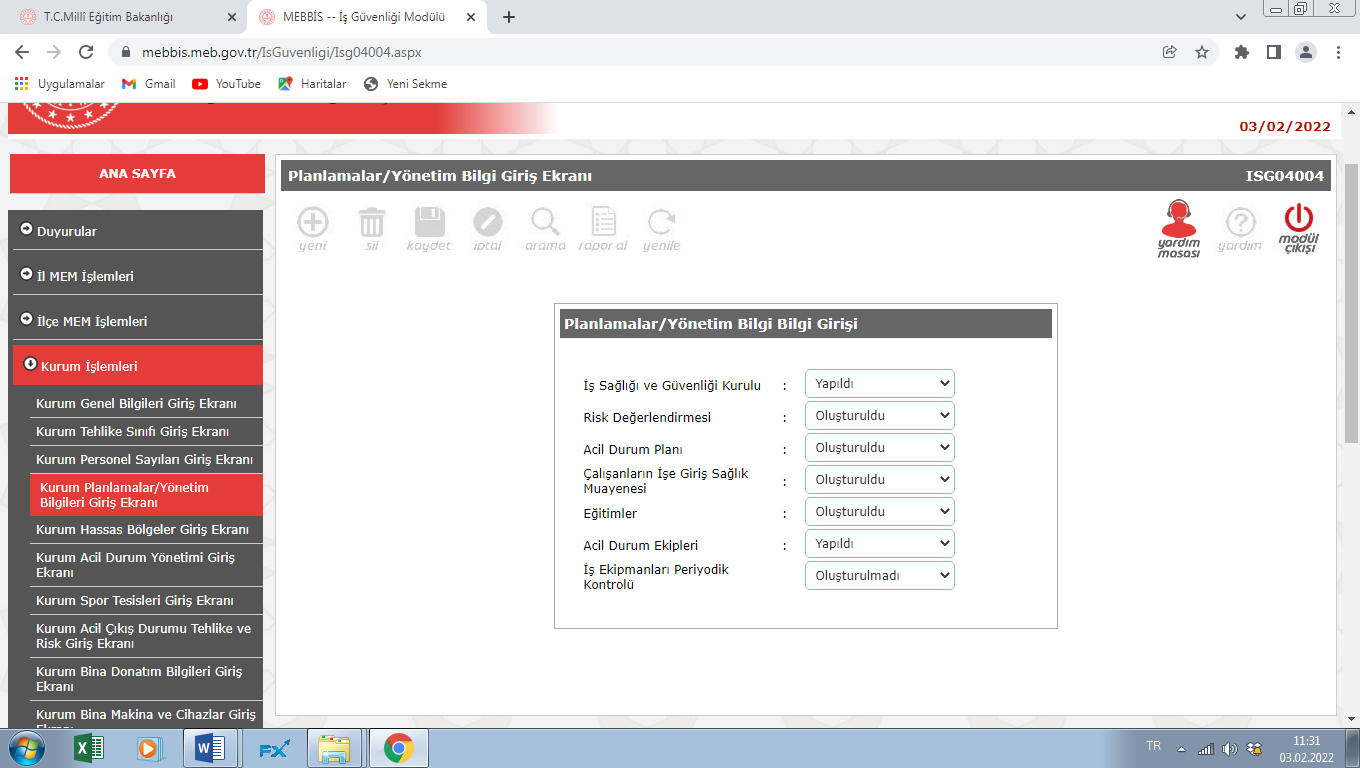 T.C.Millî Eğitim Bakanlığı
MEBBİS -- İş Güvenliği Modülü
mebbis.meb.gov.tr/IsGuvenligi/Isg04004.aspx
Uygulamalar
Gmail
YouTube
Haritalar
Yeni Sekme
03/02/2022
ANA SAYFA
Duyurular
İl MEM İşlemleri
İlçe MEM İşlemleri
Kurum İşlemleri
Kurum Genel Bilgileri Giriş Ekranı
Kurum Tehlike Sınıfı Giriş Ekranı
Kurum Personel Sayıları Giriş Ekranı
Kurum Planlamalar/Yönetim
Bilgileri Giriş Ekranı
Kurum Hassas Bölgeler Giriş Ekranı
Kurum Acil Durum Yönetimi Giriş
Ekranı
Kurum Spor Tesisleri Giriş Ekranı
Kurum Acil Çıkış Durumu Tehlike ve
Risk Giriş Ekranı
Kurum Bina Donatım Bilgileri Giriş
Ekranı
Kurum Bina Makina ve Cihazlar Giriş
Planlamalar/Yönetim Bilgi Giriş Ekranı ISG04004
yeni sil kaydet iptal arama rapor al yenile
yardım masası
yardım
modül çıkışı
Planlamalar/Yönetim Bilgi Bilgi Girişi
İş Sağlığı ve Güvenliği Kurulu : Yapıldı
Risk Değerlendirmesi : Oluşturuldu
Acil Durum Planı : Oluşturuldu
Çalışanların İşe Giriş Sağlık
Muayenesi : Oluşturuldu
Eğitimler : Oluşturuldu
Acil Durum Ekipleri : Yapıldı
İş Ekipmanları Periyodik
Kontrolü : Oluşturulmadı
TR
11:31
03.02.2022